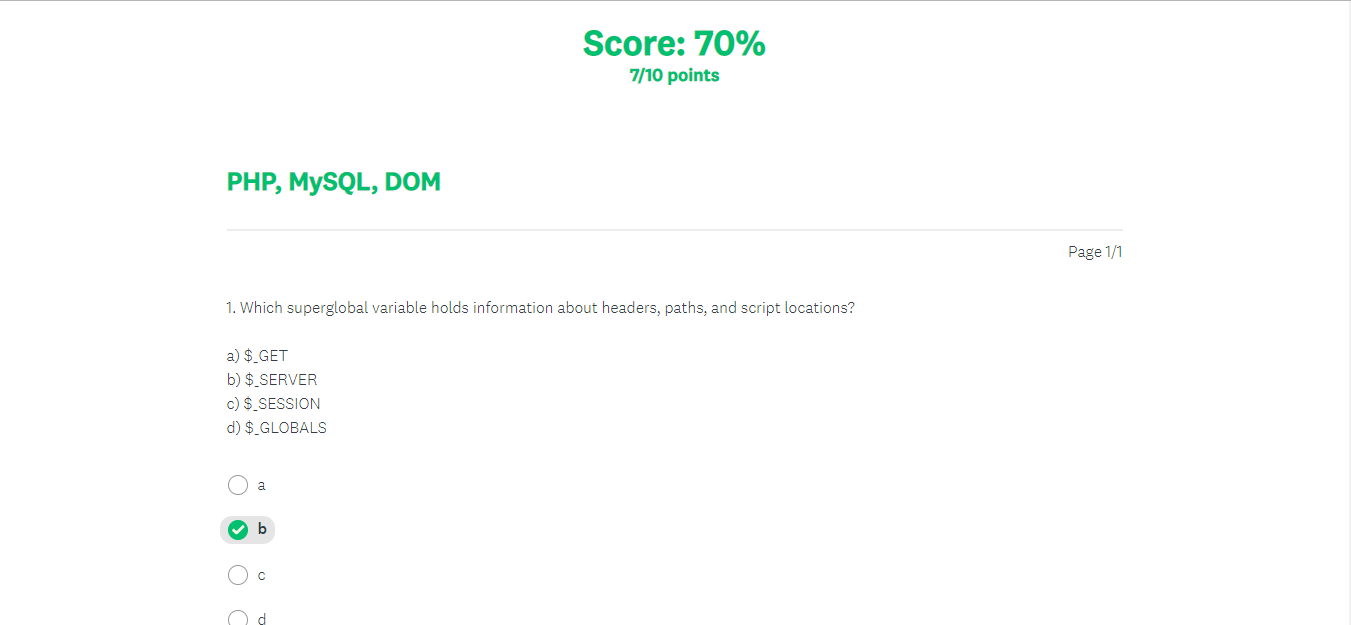 Score: 70%
7/10 points
PHP, MySQL, DOM
Page 1/1
1. Which superglobal variable holds information about headers, paths, and script locations?
a) $_GET
b) $_SERVER
c) $_SESSION
d) $_GLOBALS
a
b
c
d